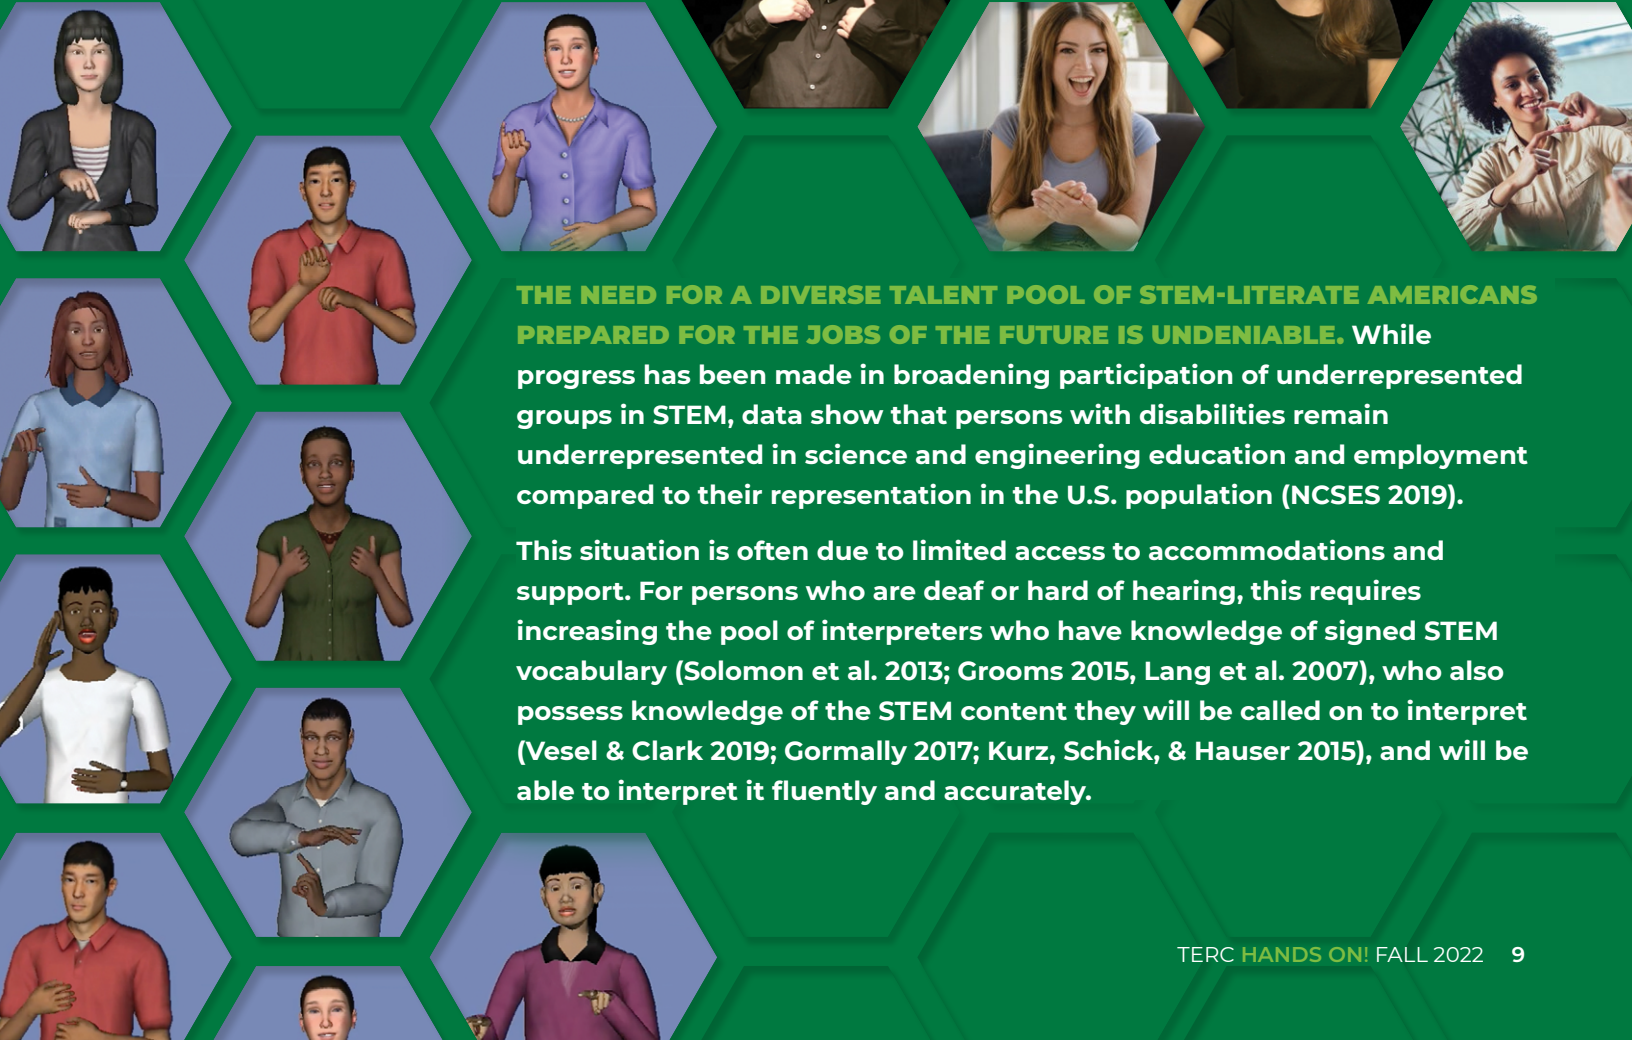 THE NEED FOR A DIVERSE TALENT POOL OF STEM-LITERATE AMERICANS
PREPARED FOR THE JOBS OF THE FUTURE IS UNDENIABLE. While
progress has been made in broadening participation of underrepresented
groups in STEM, data show that persons with disabilities remain
underrepresented in science and engineering education and employment
compared to their representation in the U.S. population (NCSES 2019).
This situation is often due to limited access to accommodations and
support. For persons who are deaf or hard of hearing, this requires
increasing the pool of interpreters who have knowledge of signed STEM
vocabulary (Solomon et al. 2013; Grooms 2015, Lang et al. 2007), who also
possess knowledge of the STEM content they will be called on to interpret
(Vesel & Clark 2019; Gormally 2017; Kurz, Schick, & Hauser 2015), and will be
able to interpret it fluently and accurately.
TERC HANDS ON! FALL 2022 9